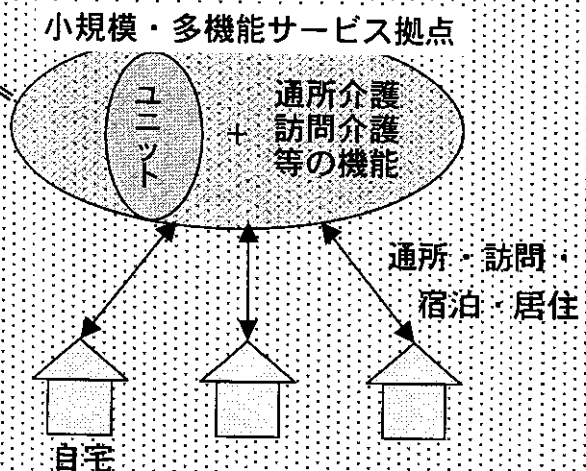 小規模・多機能サービス拠点
ユニット
+
通所介護
訪問介護
等の機能
通所・訪問・
宿泊・居住
自宅